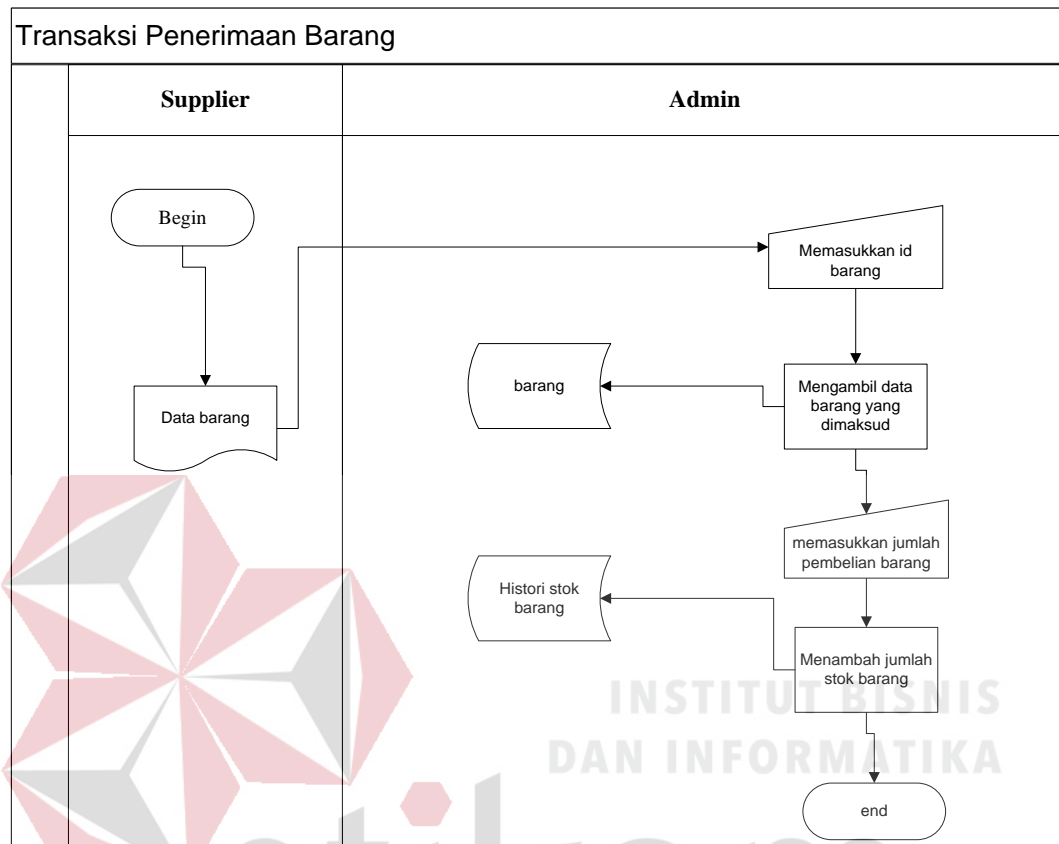 Transaksi Penerimaan Barang
Supplier
Admin
Begin
Memasukkan id
barang
barang
Mengambil data
barang yang
dimaksud
Data barang
memasukkan jumlah
pembelian barang
Histori stok
barang
Menambah jumlah
stok barang
INSTITUT BISNIS
DAN INFORMATIKA
end